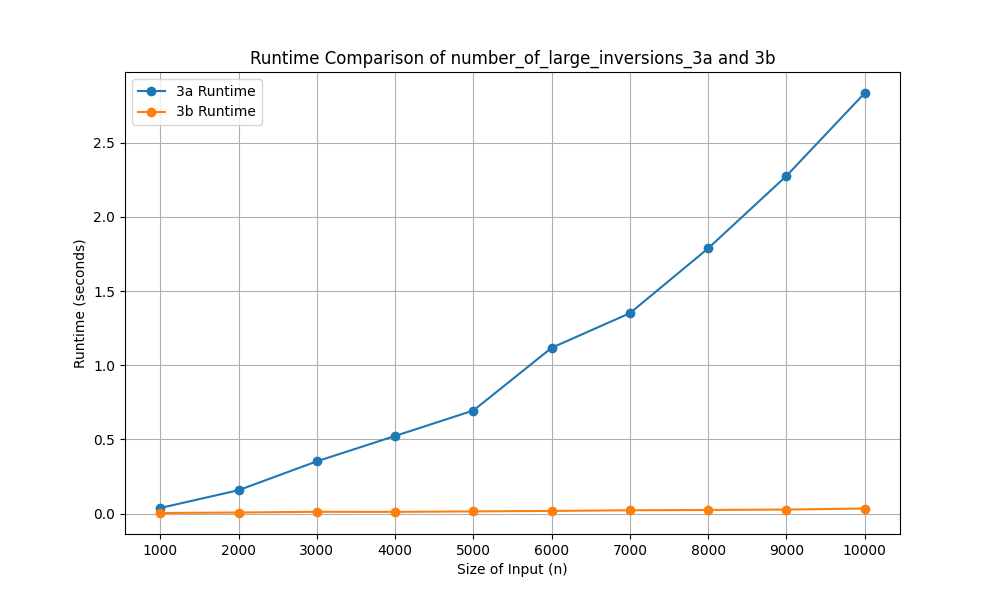 Runtime Comparison of number_of_large_inversions_3a and 3b
3a Runtime
3b Runtime
2.5
2.0
1.5
1.0
0.5
0.0
Runtime (seconds)
1000 2000 3000 4000 5000 6000 7000 8000 9000 10000
Size of Input (n)